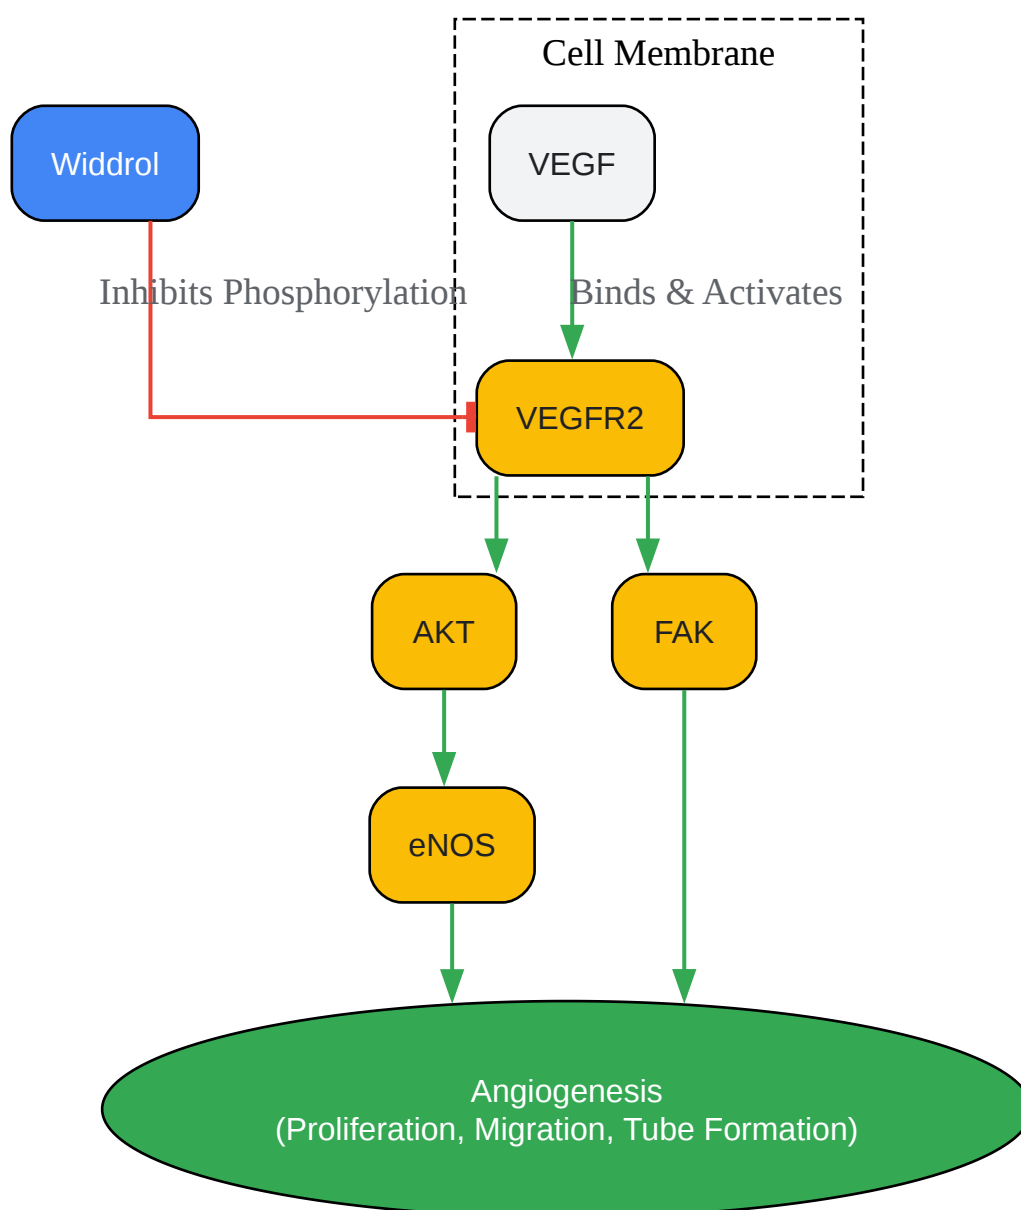 Cell Membrane
Widdrol
VEGF
Inhibits Phosphorylation
Binds & Activates
VEGFR2
AKT
FAK
eNOS
Angiogenesis
(Proliferation, Migration, Tube Formation)